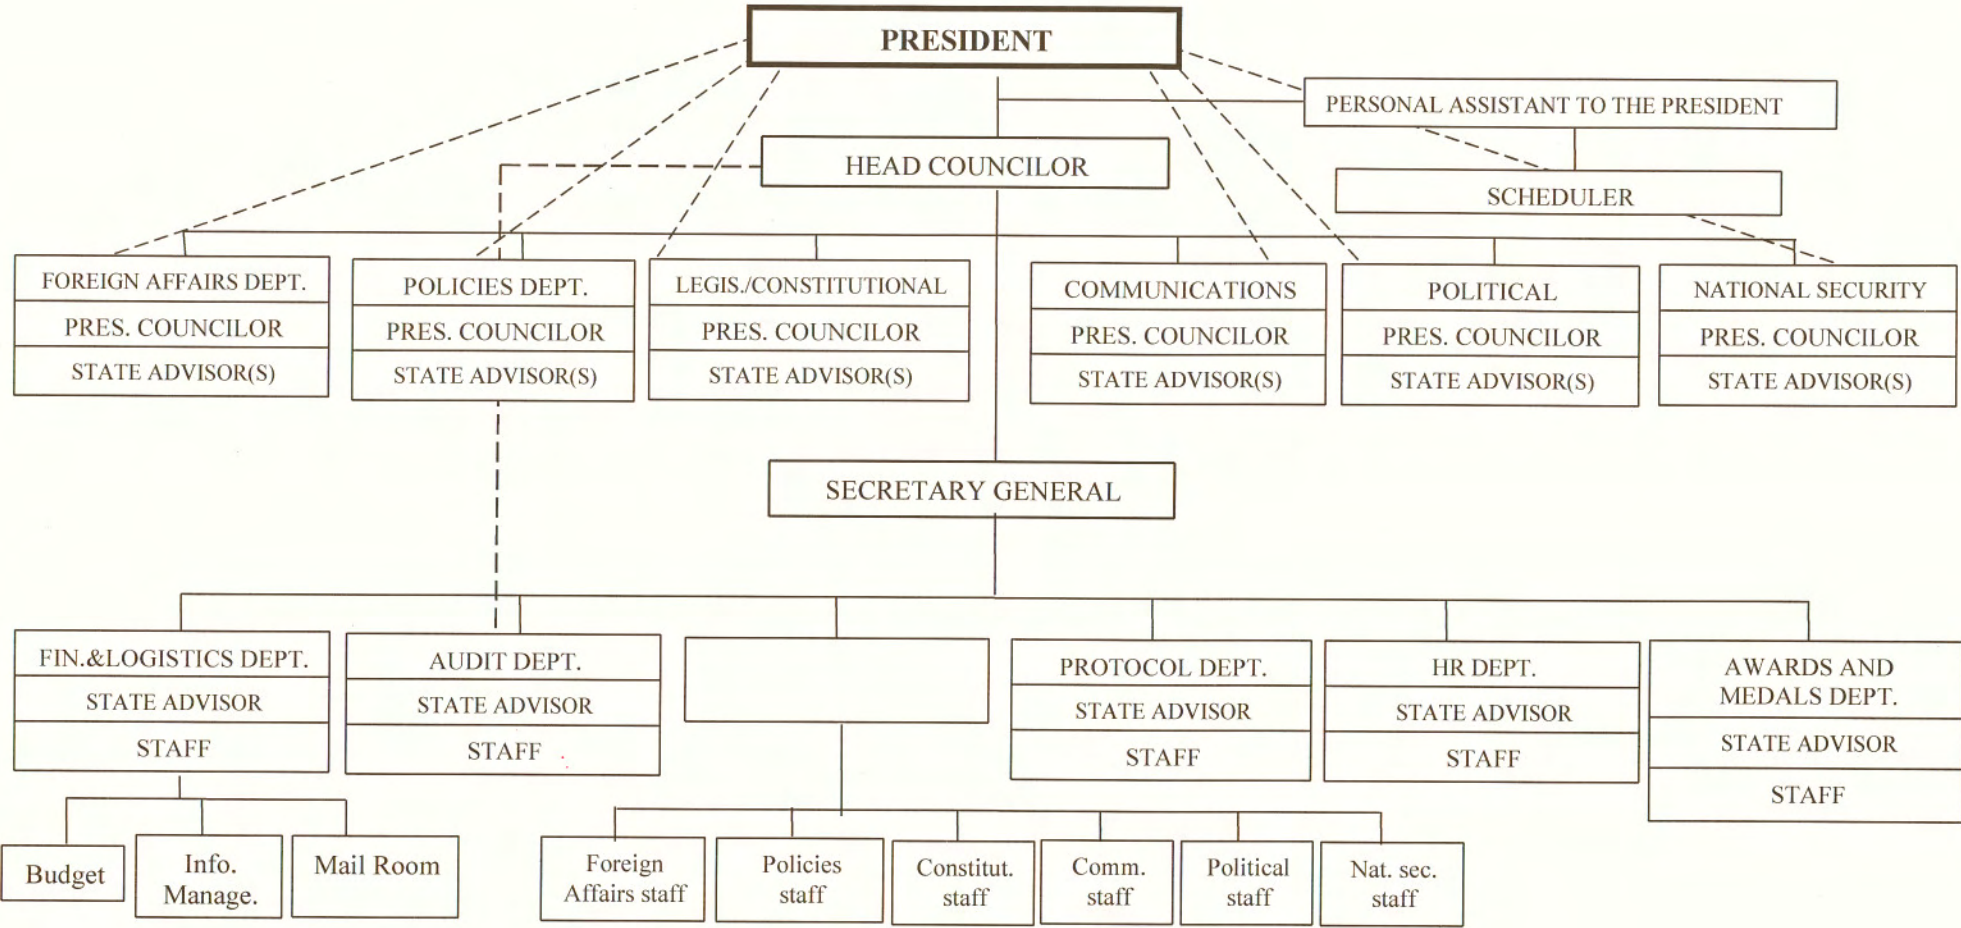 PRESIDENT
PERSONAL ASSISTANT TO THE PRESIDENT
HEAD COUNCILOR
SCHEDULER
FOREIGN AFFAIRS DEPT.
PRES. COUNCILOR
STATE ADVISOR(S)
POLICIES DEPT.
PRES. COUNCILOR
STATE ADVISOR(S)
LEGIS./CONSTITUTIONAL
PRES. COUNCILOR
STATE ADVISOR(S)
COMMUNICATIONS
PRES. COUNCILOR
STATE ADVISOR(S)
POLITICAL
PRES. COUNCILOR
STATE ADVISOR(S)
NATIONAL SECURITY
PRES. COUNCILOR
STATE ADVISOR(S)
SECRETARY GENERAL
FIN.&LOGISTICS DEPT.
STATE ADVISOR
STAFF
AUDIT DEPT.
STATE ADVISOR
STAFF
PROTOCOL DEPT.
STATE ADVISOR
STAFF
HR DEPT.
STATE ADVISOR
STAFF
AWARDS AND
MEDALS DEPT.
STATE ADVISOR
STAFF
Budget
Info.
Manage.
Mail Room
Foreign
Affairs staff
Policies
staff
Constitut.
staff
Comm.
staff
Political
staff
Nat. sec.
staff